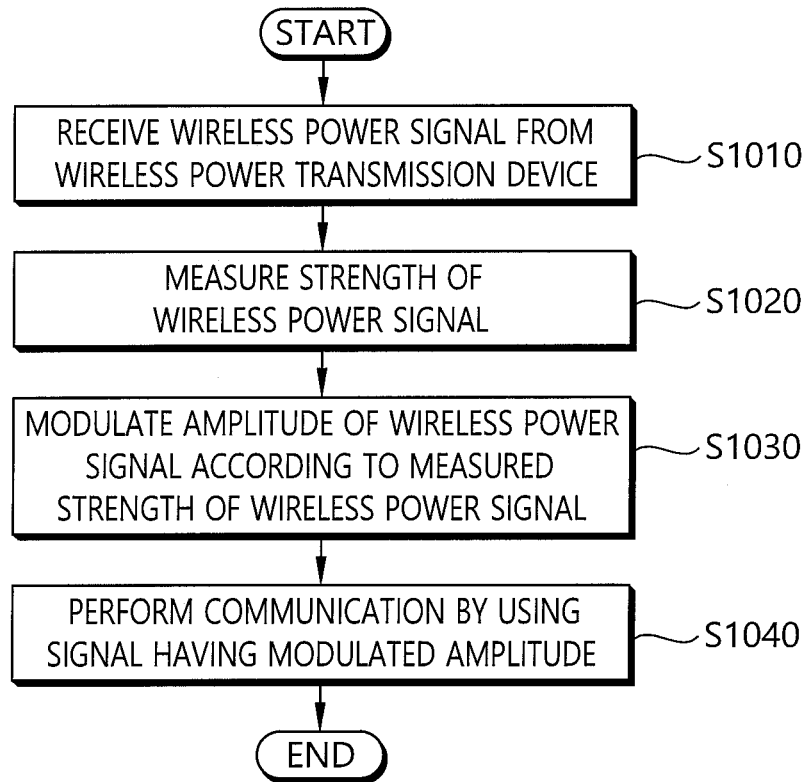 START
RECEIVE WIRELESS POWER SIGNAL FROM
WIRELESS POWER TRANSMISSION DEVICE
S1010
MEASURE STRENGTH OF
WIRELESS POWER SIGNAL
S1020
MODULATE AMPLITUDE OF WIRELESS POWER
SIGNAL ACCORDING TO MEASURED
STRENGTH OF WIRELESS POWER SIGNAL
S1030
PERFORM COMMUNICATION BY USING
SIGNAL HAVING MODULATED AMPLITUDE
S1040
END